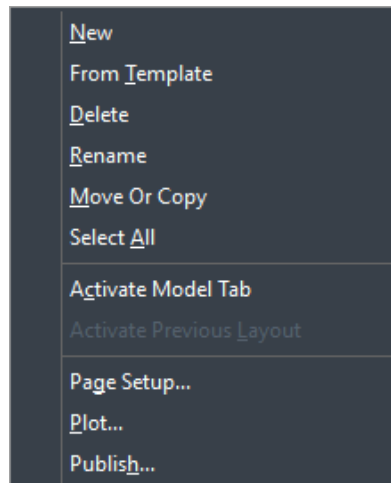 New
From Template
Delete
Rename
Move Or Copy
Select All
Activate Model Tab
Activate Previous Layout
Page Setup...
Plot...
Publish...